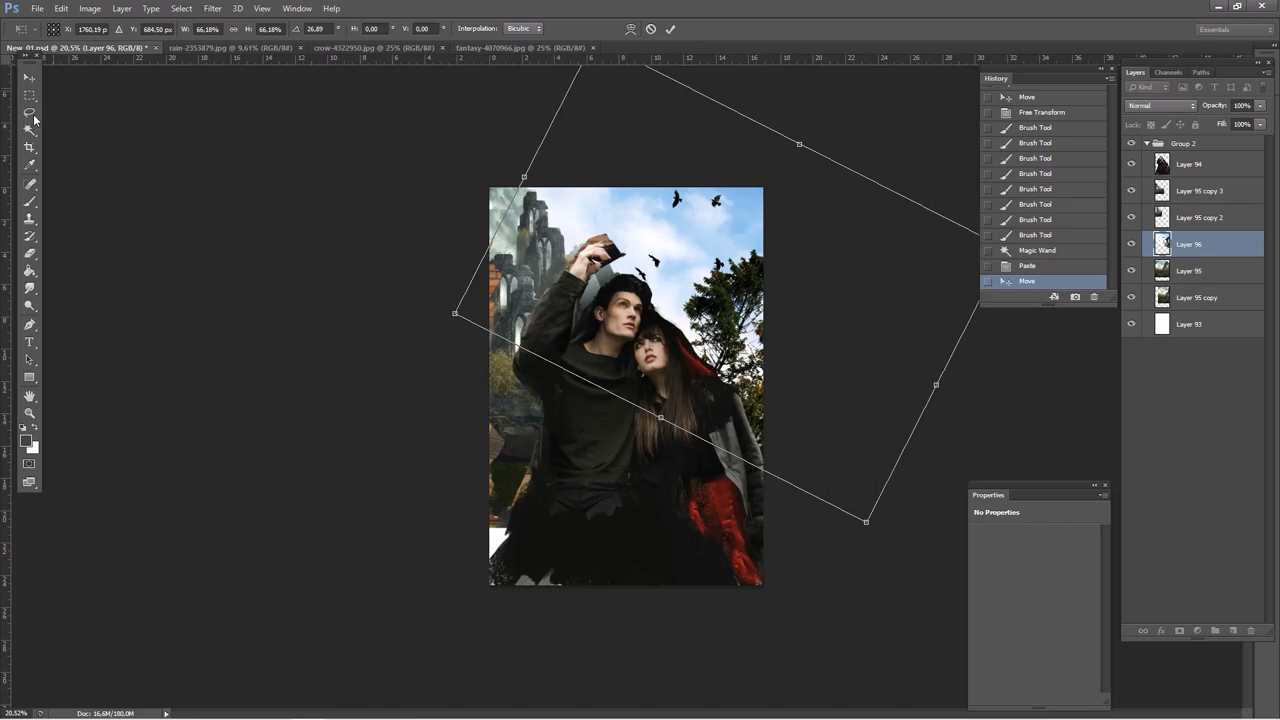 Ps File Edit Image Layer Type Select Filter 3D View Window Help
X: 1760,19 px Y: 684,50 px W: 66,18% H: 66,18% 26,89 ° H: 0,00 ° V: 0,00 ° Interpolation: Bicubic Essentials
New_01.psd @ 20,5% (Layer 96, RGB/8) * × rain-2353879.jpg @ 9,61% (RGB/8#) × crow-4322950.jpg @ 25% (RGB/8#) × fantasy-4070966.jpg @ 25% (RGB/8#) ×
History
Move
Free Transform
Brush Tool
Brush Tool
Brush Tool
Brush Tool
Brush Tool
Brush Tool
Brush Tool
Brush Tool
Magic Wand
Paste
Move
Layers Channels Paths
Kind
Normal Opacity: 100%
Lock: Fill: 100%
Group 2
Layer 94
Layer 95 copy 3
Layer 95 copy 2
Layer 96
Layer 95
Layer 95 copy
Layer 93
Properties
No Properties
20,52% Doc: 16,6M/180,0M